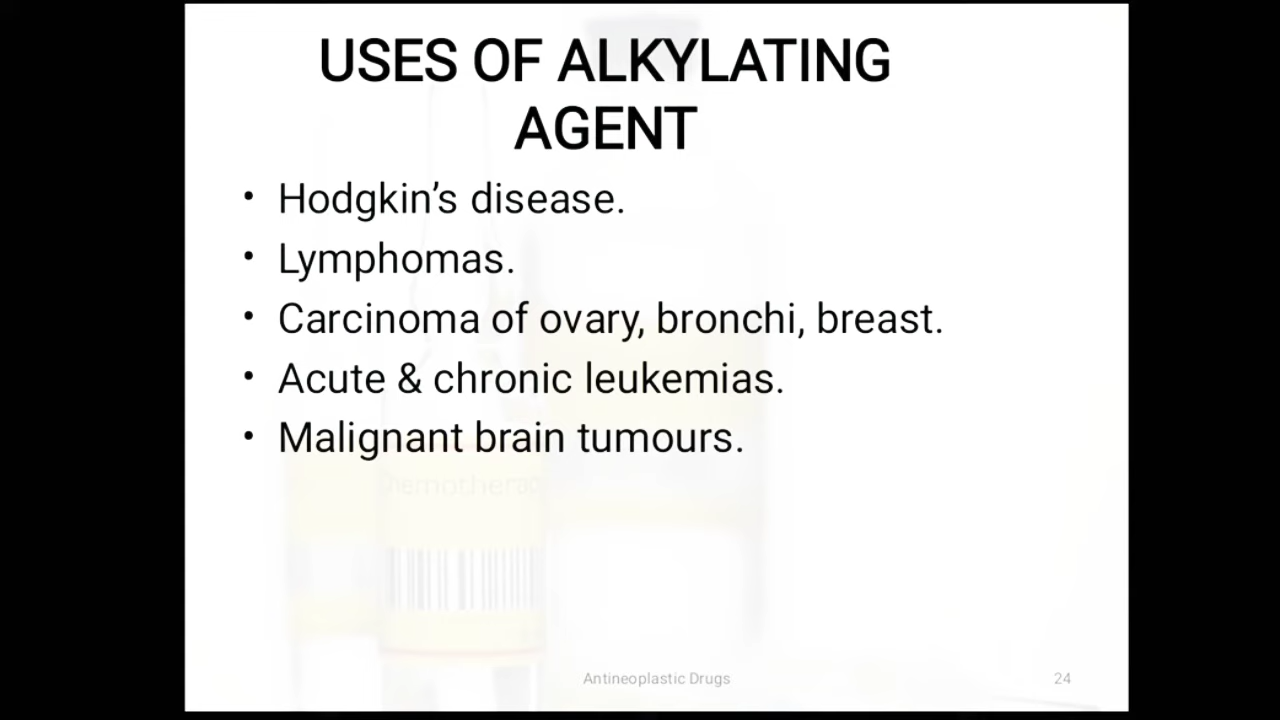 USES OF ALKYLATING
AGENT
• Hodgkin’s disease.
• Lymphomas.
• Carcinoma of ovary, bronchi, breast.
• Acute & chronic leukemias.
• Malignant brain tumours.
Antineoplastic Drugs
24